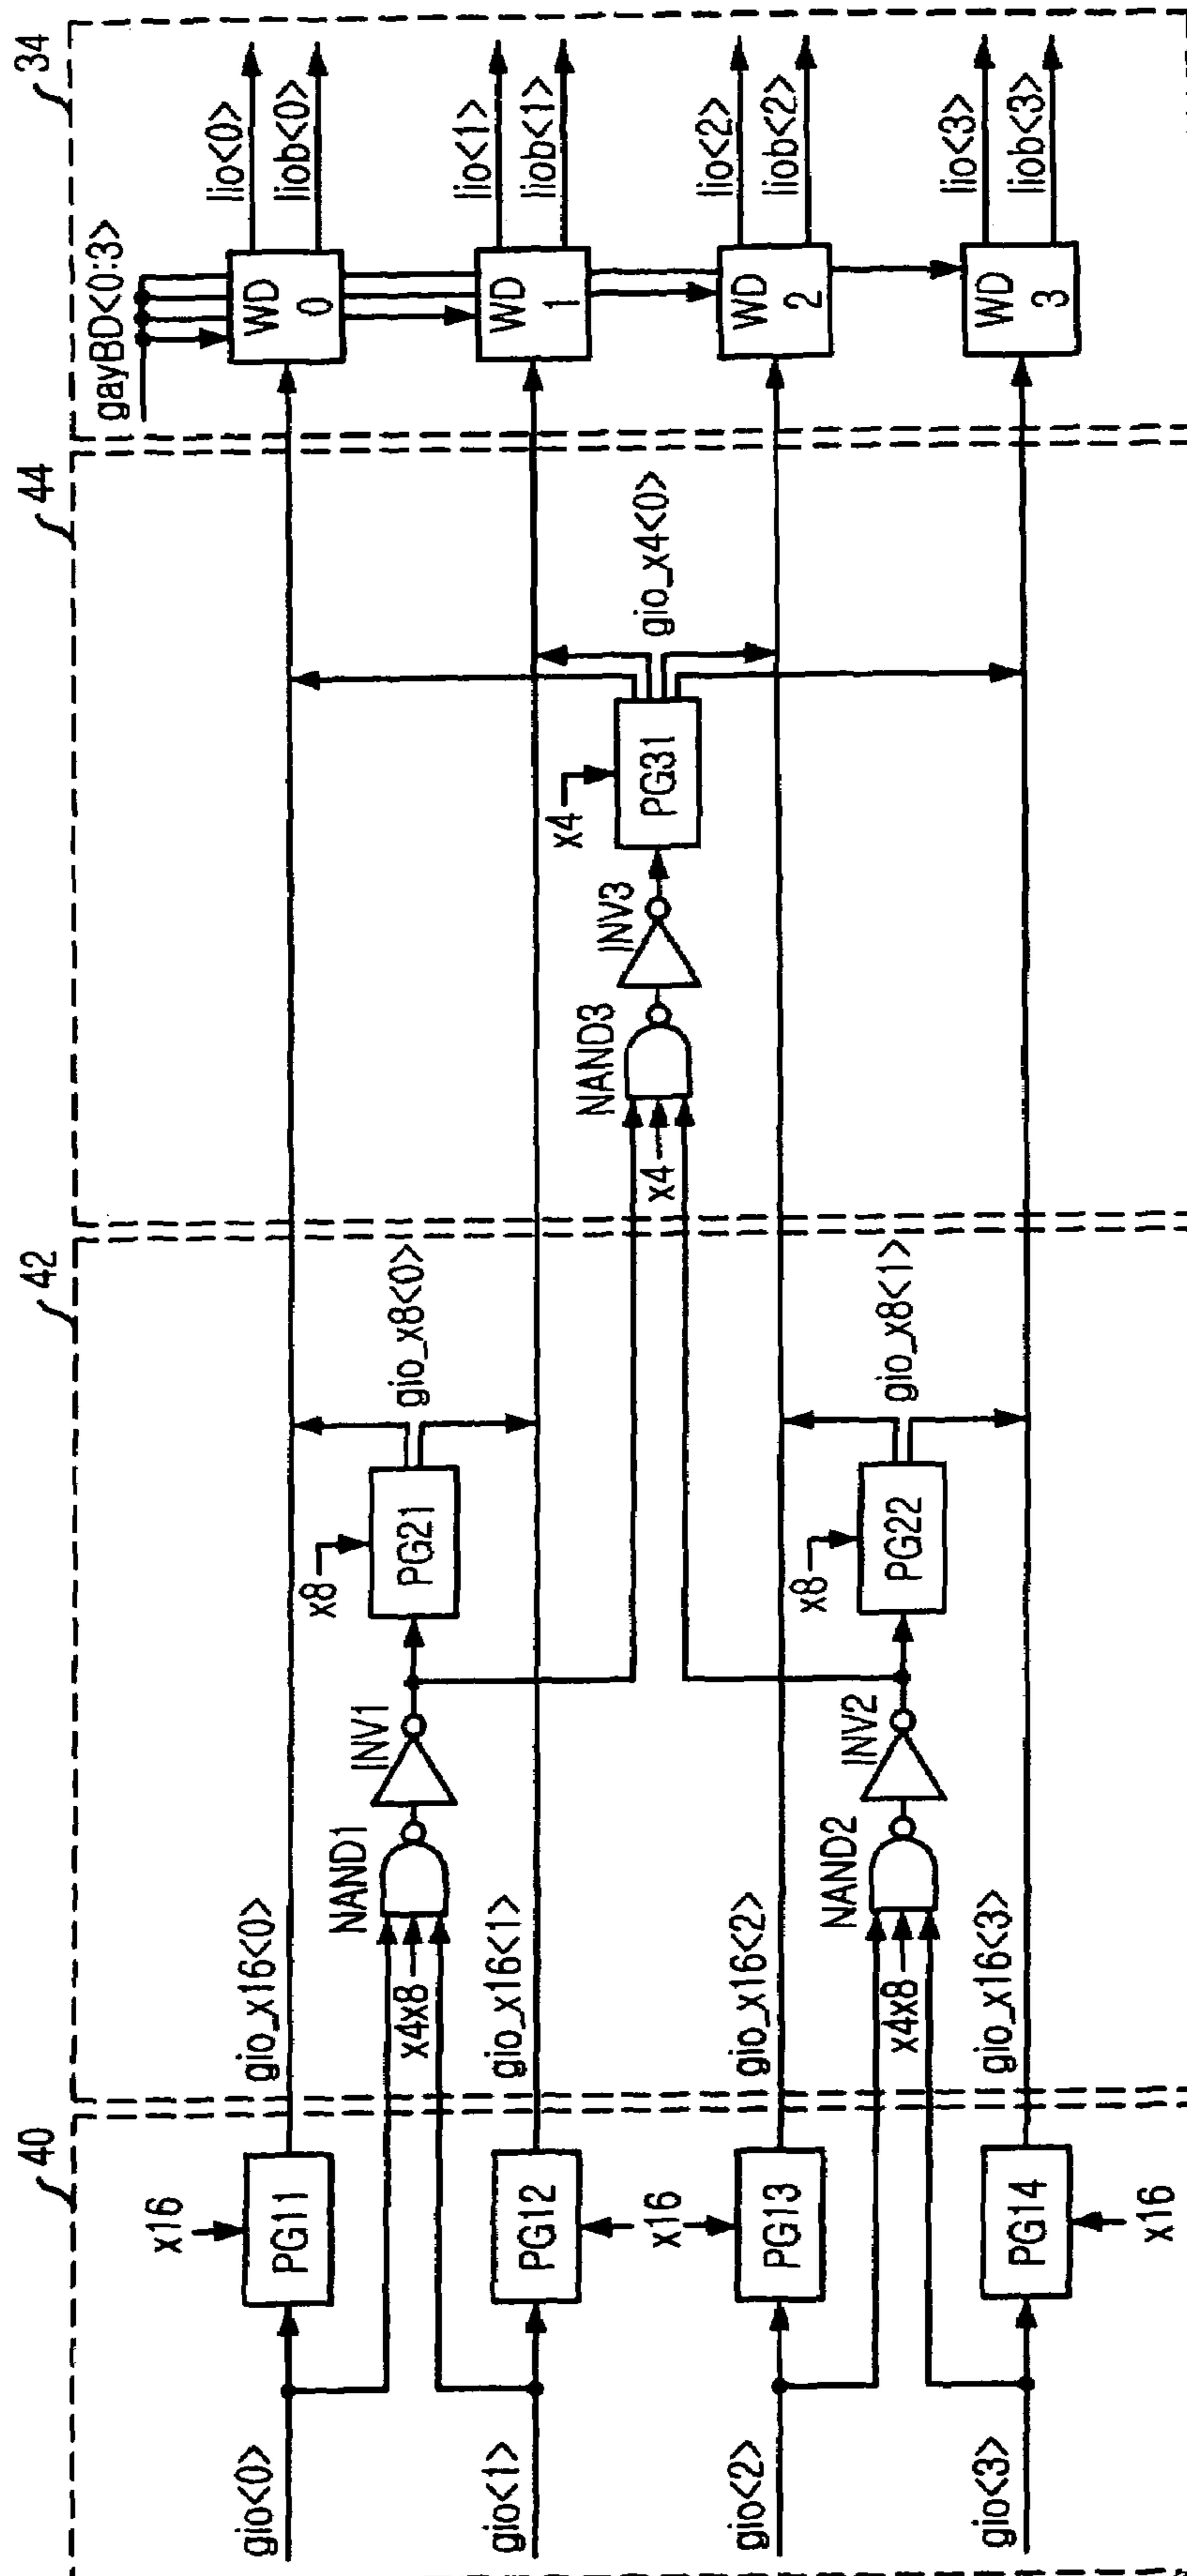 40
42
44
34
gio<0>
x16
PG11
gio_x16<0>
NAND1
INV1
x4x8
x8
PG21
gio_x8<0>
gio<1>
PG12
gio_x16<1>
x16
NAND3
INV3
x4
x4
PG31
gio_x4<0>
gio<2>
PG13
gio_x16<2>
NAND2
INV2
x4x8
x8
PG22
gio_x8<1>
gio<3>
PG14
gio_x16<3>
x16
gayBD<0:3>
WD
0
lio<0>
liob<0>
WD
1
lio<1>
liob<1>
WD
2
lio<2>
liob<2>
WD
3
lio<3>
liob<3>